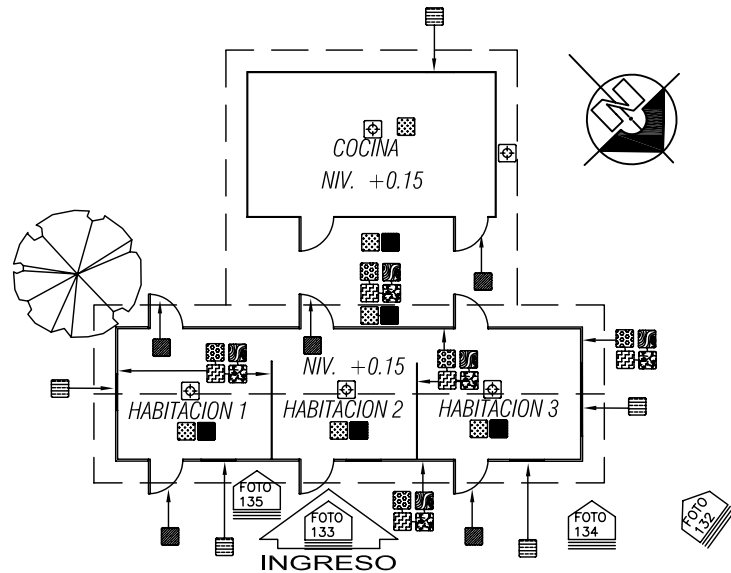 COCINA
NIV. +0.15
N
NIV. +0.15
HABITACION 1
HABITACION 2
HABITACION 3
FOTO
135
FOTO
133
FOTO
134
FOTO
132
INGRESO